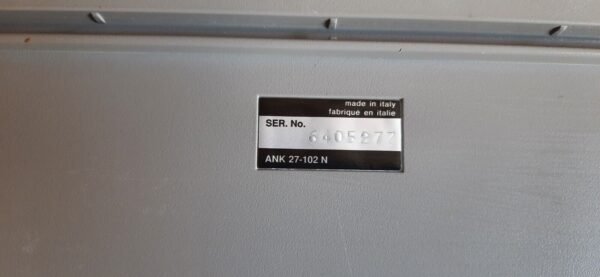 made in italy
fabriqué en italie
SER. No.
6405277
ANK 27-102 N